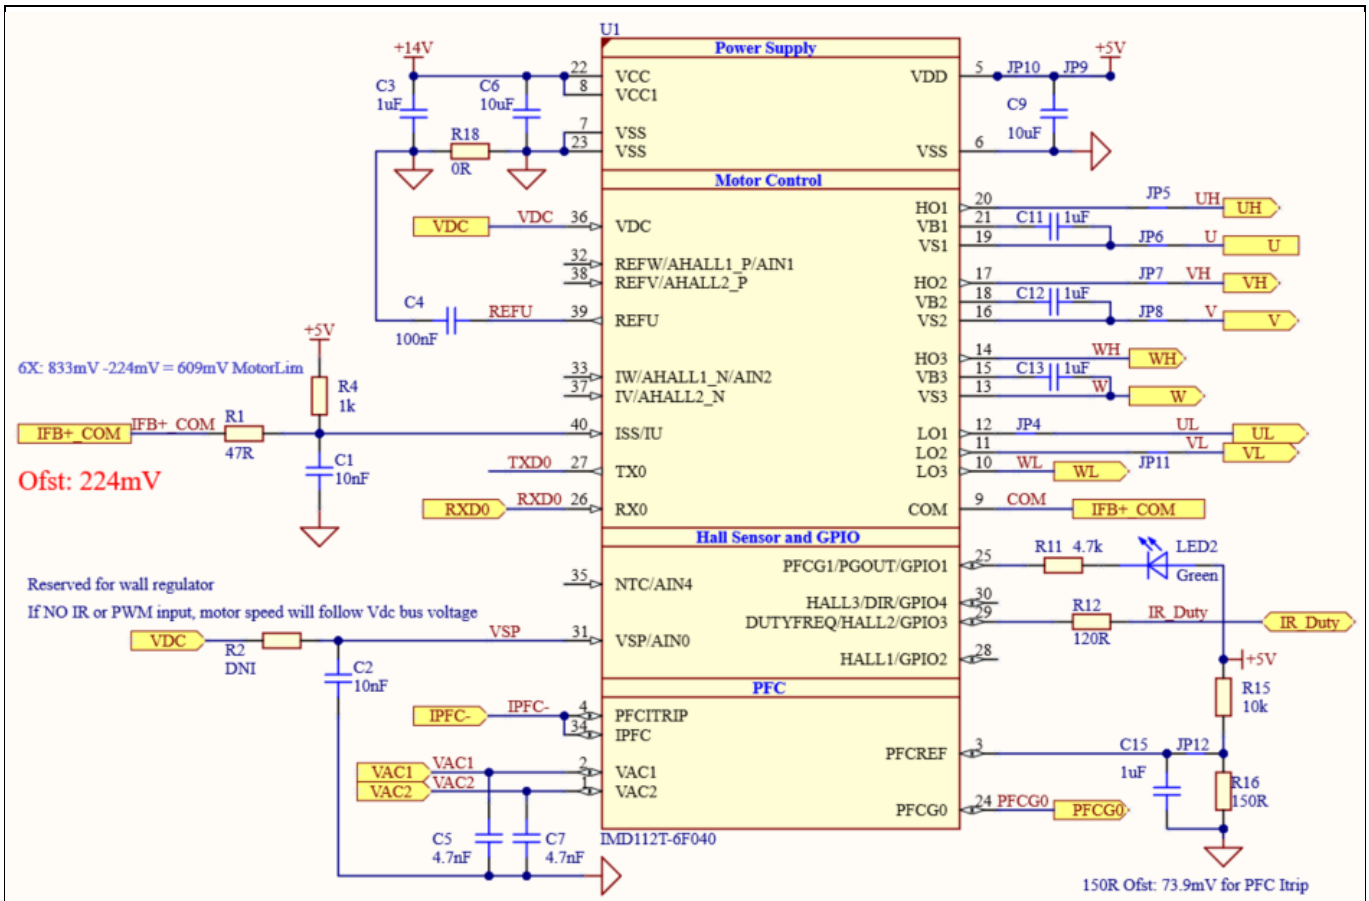 U1
Power Supply
+14V
+5V
22
VCC
8
VCC1
VDD
5
JP10
JP9
C3
1uF
C6
10uF
C9
10uF
7
VSS
23
VSS
VSS
6
R18
0R
Motor Control
VDC
VDC
36
VDC
HO1
20
JP5
UH
UH
VB1
21
C11
1uF
VS1
19
JP6
U
U
32
REFW/AHALL1_P/AIN1
38
REFV/AHALL2_P
HO2
17
JP7
VH
VH
VB2
18
C12
1uF
VS2
16
JP8
V
V
C4
100nF
REFU
39
REFU
+5V
HO3
14
WH
WH
VB3
15
C13
1uF
VS3
13
W
W
6X: 833mV -224mV = 609mV MotorLim
R4
1k
33
IW/AHALL1_N/AIN2
37
IV/AHALL2_N
IFB+_COM
IFB+_COM
R1
47R
40
ISS/IU
LO1
12
JP4
UL
UL
LO2
11
JP11
VL
VL
LO3
10
WL
WL
Ofst: 224mV
C1
10nF
TXD0
27
TX0
RXD0
RXD0
26
RX0
COM
9
COM
IFB+_COM
Hall Sensor and GPIO
PFCG1/PGOUT/GPIO1
25
R11
4.7k
LED2
Green
35
NTC/AIN4
HALL3/DIR/GPIO4
30
DUTYFREQ/HALL2/GPIO3
29
R12
120R
IR_Duty
IR_Duty
Reserved for wall regulator
If NO IR or PWM input, motor speed will follow Vdc bus voltage
VDC
R2
DNI
VSP
31
VSP/AIN0
HALL1/GPIO2
28
+5V
C2
10nF
PFC
R15
10k
IPFC-
IPFC-
4
PFCITRIP
34
IPFC
PFCREF
3
C15
1uF
JP12
VAC1
VAC1
2
VAC1
VAC2
VAC2
1
VAC2
R16
150R
PFCG0
24
PFCG0
PFCG0
C5
4.7nF
C7
4.7nF
IMD112T-6F040
150R Ofst: 73.9mV for PFC Itrip